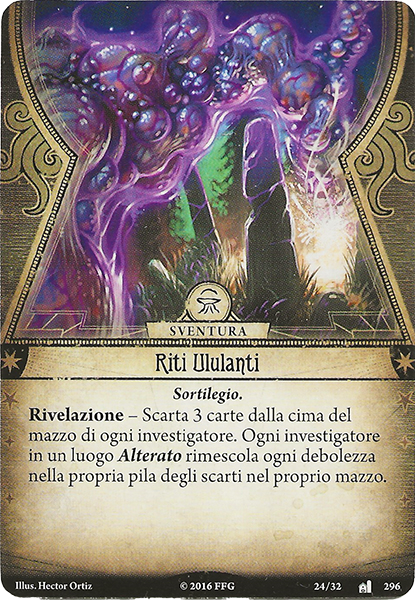 SVENTURA
Riti Ululanti
Sortilegio.
Rivelazione – Scarta 3 carte dalla cima del
mazzo di ogni investigatore. Ogni investigatore
in un luogo Alterato rimescola ogni debolezza
nella propria pila degli scarti nel proprio mazzo.
Illus. Hector Ortiz © 2016 FFG 24/32 296